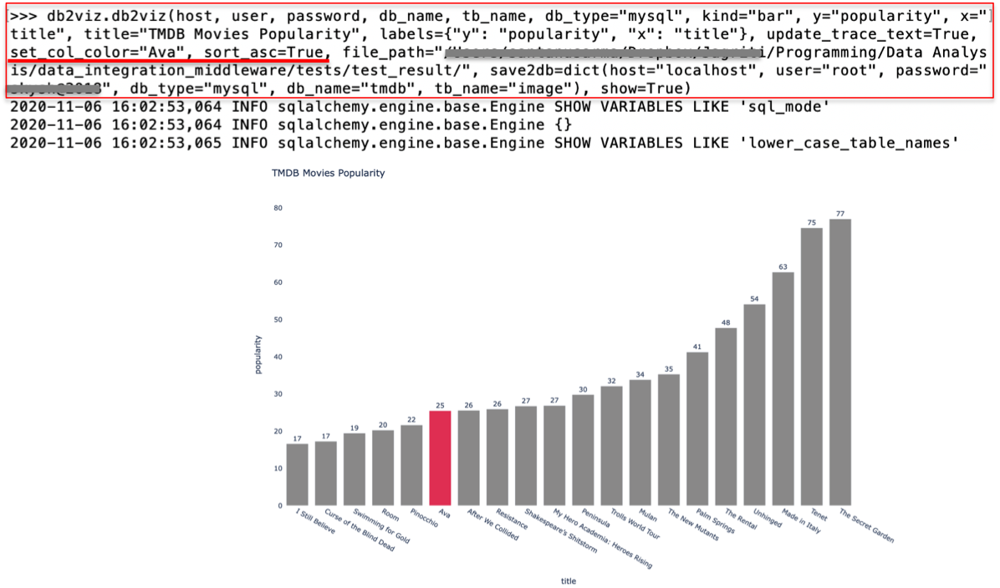 >>> db2viz.db2viz(host, user, password, db_name, tb_name, db_type="mysql", kind="bar", y="popularity", x="
title", title="TMDB Movies Popularity", labels={"y": "popularity", "x": "title"}, update_trace_text=True,
set_col_color="Ava", sort_asc=True, file_path="/Programming/Data Analys
is/data_integration_middleware/tests/test_result/", save2db=dict(host="localhost", user="root", password="
", db_type="mysql", db_name="tmdb", tb_name="image"), show=True)
2020-11-06 16:02:53,064 INFO sqlalchemy.engine.base.Engine SHOW VARIABLES LIKE 'sql_mode'
2020-11-06 16:02:53,064 INFO sqlalchemy.engine.base.Engine {}
2020-11-06 16:02:53,065 INFO sqlalchemy.engine.base.Engine SHOW VARIABLES LIKE 'lower_case_table_names'
TMDB Movies Popularity
80
70
60
50
40
30
20
10
0
popularity
17
17
19
20
22
25
26
26
27
27
30
32
34
35
41
48
54
63
75
77
I Still Believe
Curse of the Blind Dead
Swimming for Gold
Room
Pinocchio
Ava
After We Collided
Resistance
Shakespeare's Shitstorm
My Hero Academia: Heroes Rising
Peninsula
Trolls World Tour
Mulan
The New Mutants
Palm Springs
The Rental
Unhinged
Made in Italy
Tenet
The Secret Garden
title